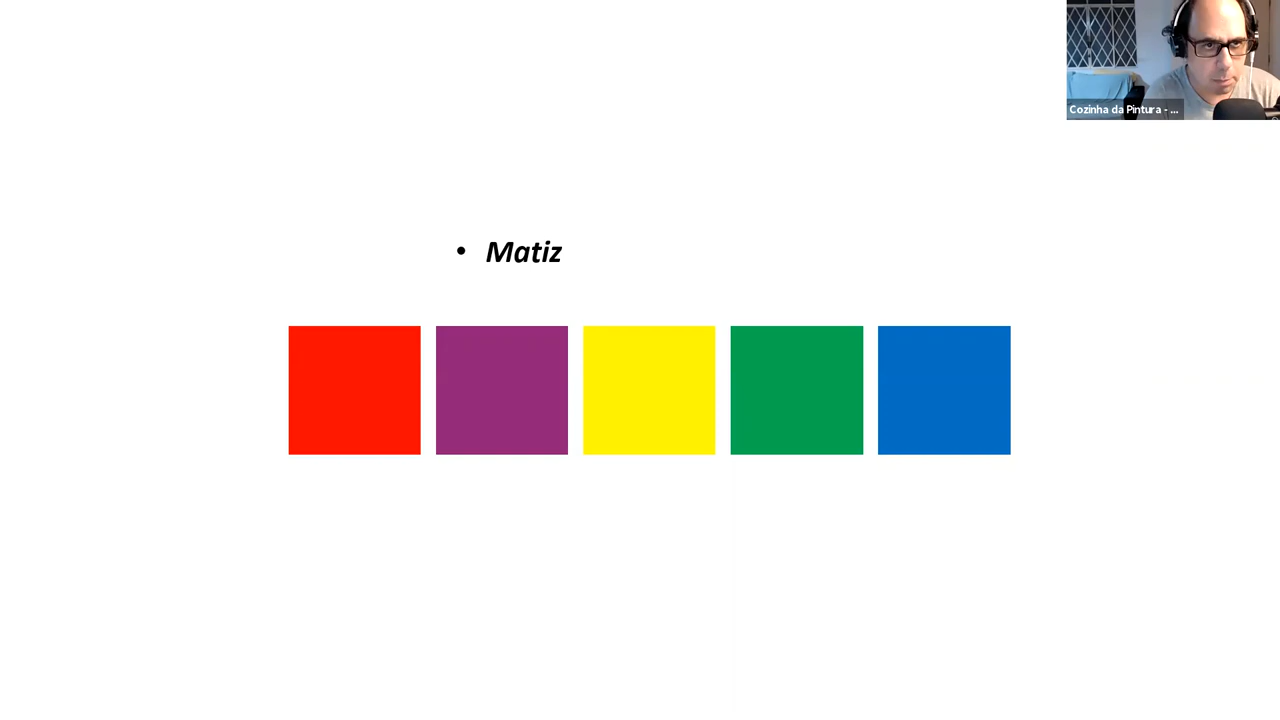 Cozinha da Pintura - ...
• Matiz